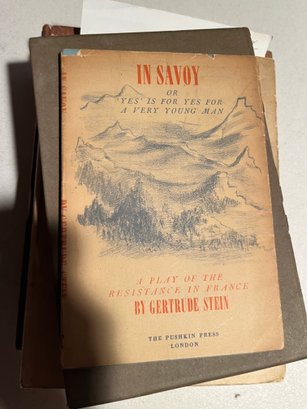 IN SAVOY
OR
'YES' IS FOR YES FOR
A VERY YOUNG MAN
A PLAY OF THE
RESISTANCE IN FRANCE
BY GERTRUDE STEIN
THE PUSHKIN PRESS
LONDON